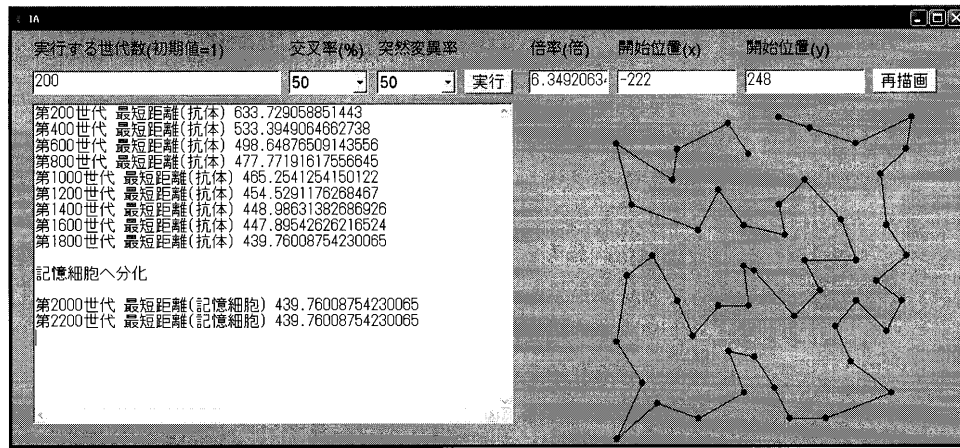 IA
実行する世代数(初期値=1) 交叉率(%) 突然変異率 倍率(倍) 開始位置(x) 開始位置(y)
200 50 50 実行 6.3492063 -222 248 再描画
第200世代 最短距離(抗体) 633.729058851443
第400世代 最短距離(抗体) 533.3949064662738
第600世代 最短距離(抗体) 498.64876509143556
第800世代 最短距離(抗体) 477.77191617556645
第1000世代 最短距離(抗体) 465.2541254150122
第1200世代 最短距離(抗体) 454.5291176268467
第1400世代 最短距離(抗体) 448.98631382686926
第1600世代 最短距離(抗体) 447.89542626216524
第1800世代 最短距離(抗体) 439.76008754230065
記憶細胞へ分化
第2000世代 最短距離(記憶細胞) 439.76008754230065
第2200世代 最短距離(記憶細胞) 439.76008754230065